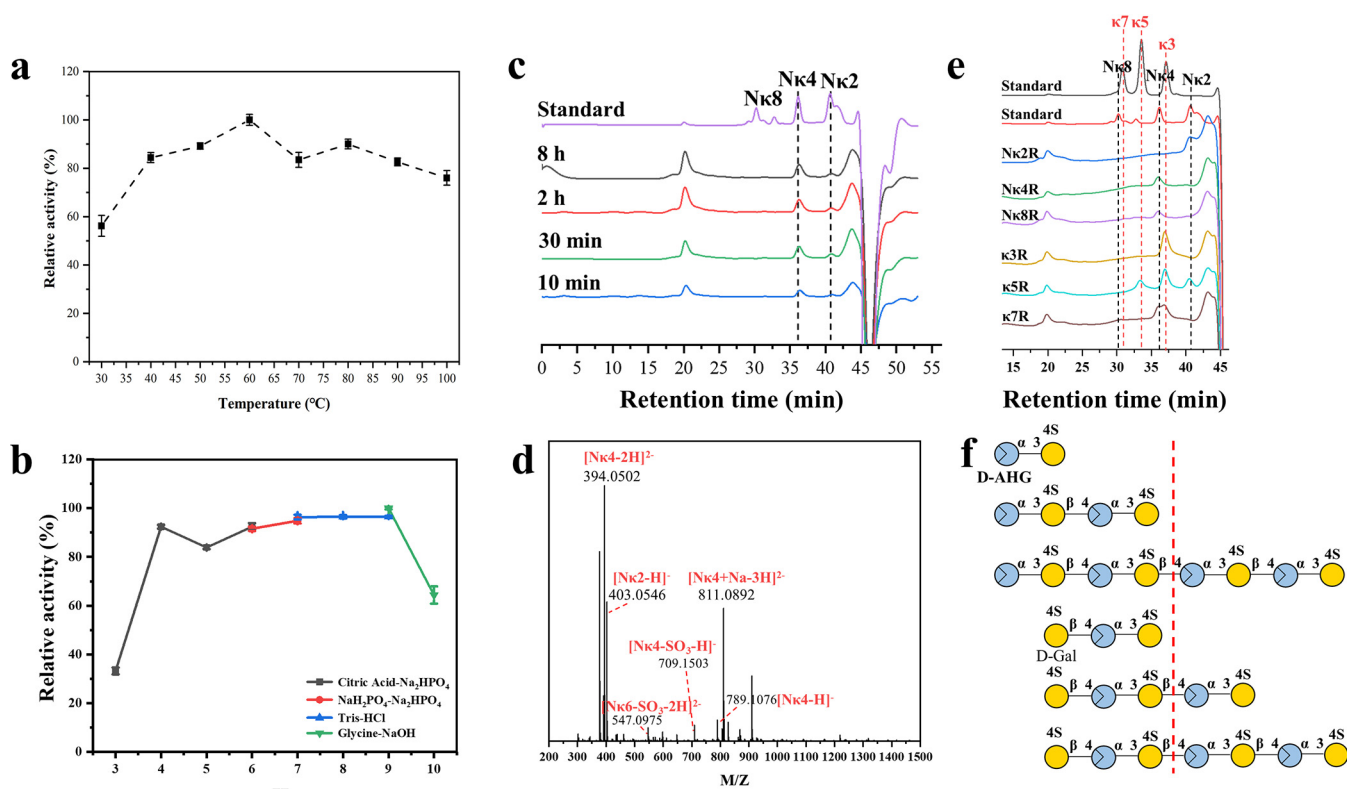 a
120
100
80
60
40
20
0
Relative activity (%)
30 35 40 45 50 55 60 65 70 75 80 85 90 95 100
Temperature (°C)
b
120
100
80
60
40
20
0
Relative activity (%)
Citric Acid-Na₂HPO₄
NaH₂PO₄-Na₂HPO₄
Tris-HCl
Glycine-NaOH
3 4 5 6 7 8 9 10
c
Nκ8 Nκ4 Nκ2
Standard
8 h
2 h
30 min
10 min
0 5 10 15 20 25 30 35 40 45 50 55
Retention time (min)
d
[Nκ4-2H]²⁻
394.0502
[Nκ2-H]⁻
403.0546
[Nκ4+Na-3H]²⁻
811.0892
[Nκ4-SO₃-H]⁻
709.1503
Nκ6-SO₃-2H]²⁻
547.0975
789.1076
[Nκ4-H]⁻
200 300 400 500 600 700 800 900 1000 1100 1200 1300 1400 1500
M/Z
e
κ7 κ5
κ3
Nκ8 Nκ4 Nκ2
Standard
Standard
Nκ2R
Nκ4R
Nκ8R
κ3R
κ5R
κ7R
15 20 25 30 35 40 45
Retention time (min)
f
4S
α 3
D-AHG
4S 4S
α 3 β 4 α 3
4S 4S 4S 4S
α 3 β 4 α 3 β 4 α 3 β 4 α 3
4S 4S
β 4 α 3
D-Gal
4S 4S 4S
β 4 α 3 β 4 α 3
4S 4S 4S 4S
β 4 α 3 β 4 α 3 β 4 α 3